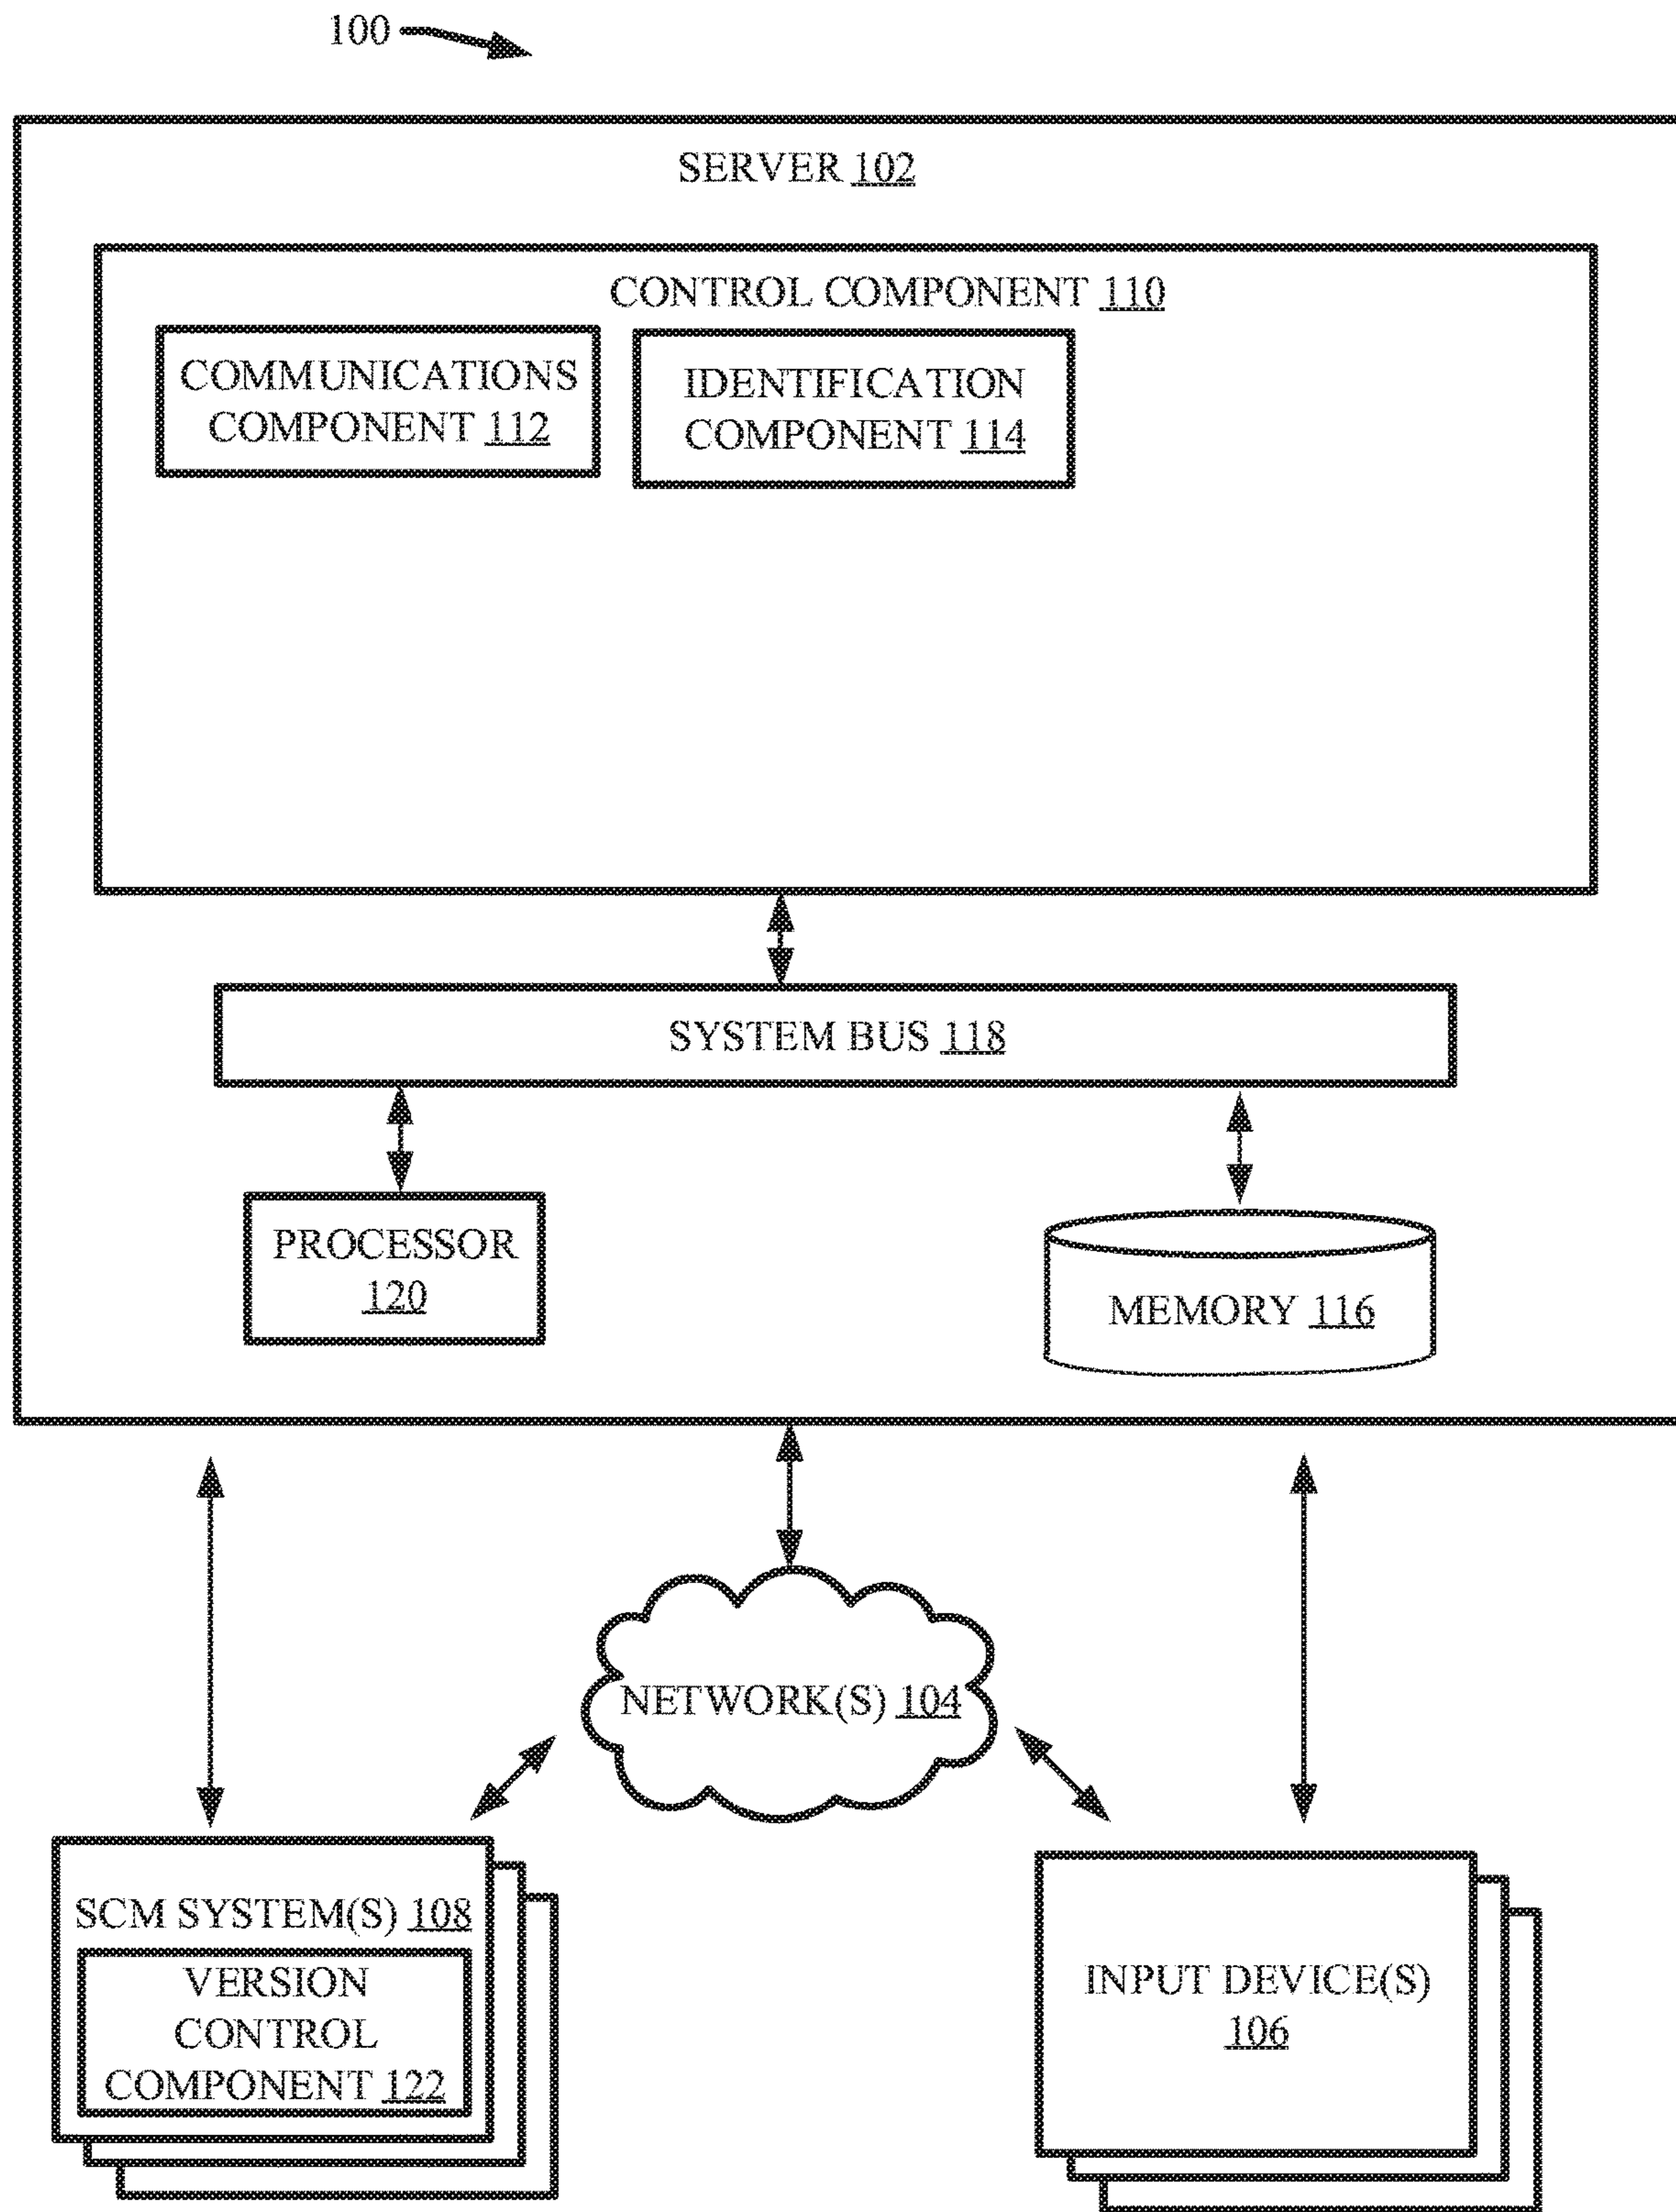 100
SERVER 102
CONTROL COMPONENT 110
COMMUNICATIONS
COMPONENT 112
IDENTIFICATION
COMPONENT 114
SYSTEM BUS 118
PROCESSOR
120
MEMORY 116
NETWORK(S) 104
SCM SYSTEM(S) 108
VERSION
CONTROL
COMPONENT 122
INPUT DEVICE(S)
106